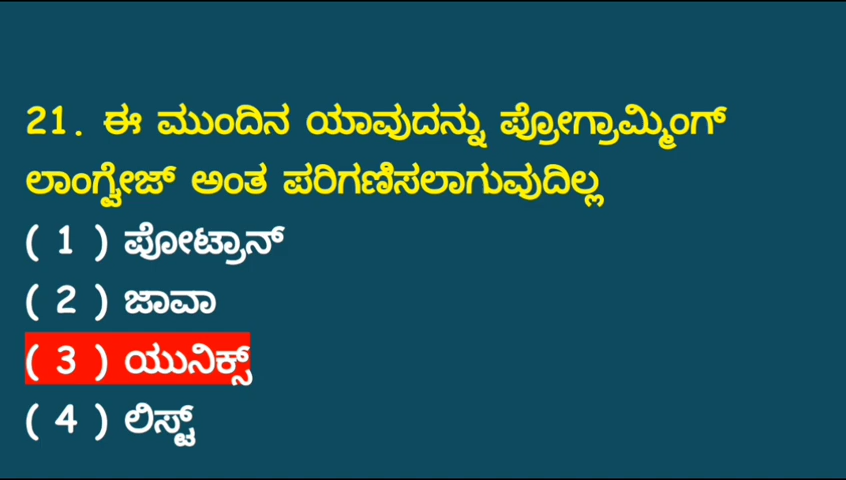 21. ಈ ಮುಂದಿನ ಯಾವುದನ್ನು ಪ್ರೋಗ್ರಾಮ್ಮಿಂಗ್
ಲಾಂಗ್ವೇಜ್ ಅಂತ ಪರಿಗಣಿಸಲಾಗುವುದಿಲ್ಲ
( 1 ) ಫೋಟ್ರಾನ್
( 2 ) ಜಾವಾ
( 3 ) ಯುನಿಕ್ಸ್
( 4 ) ಲಿಸ್ಟ್